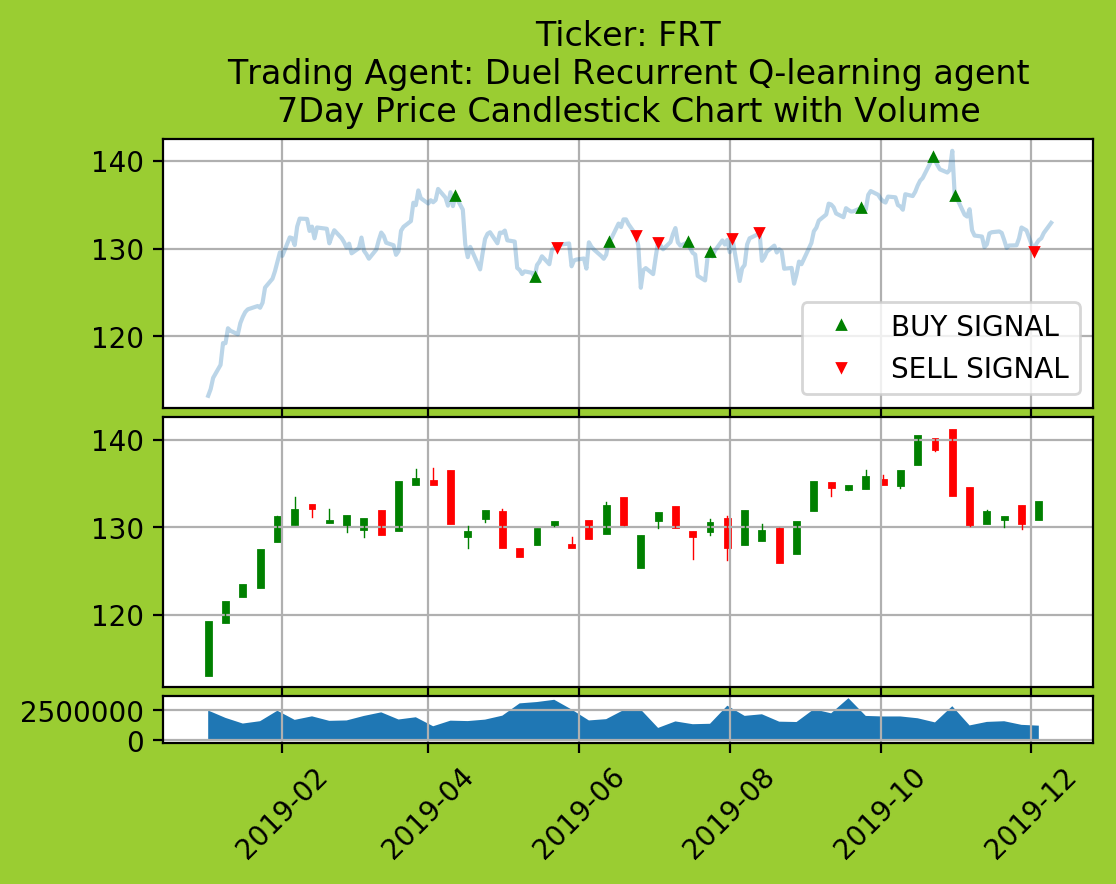 Ticker: FRT
Trading Agent: Duel Recurrent Q-learning agent
7Day Price Candlestick Chart with Volume
140
130
120
BUY SIGNAL
SELL SIGNAL
140
130
120
2500000
0
2019-02
2019-04
2019-06
2019-08
2019-10
2019-12